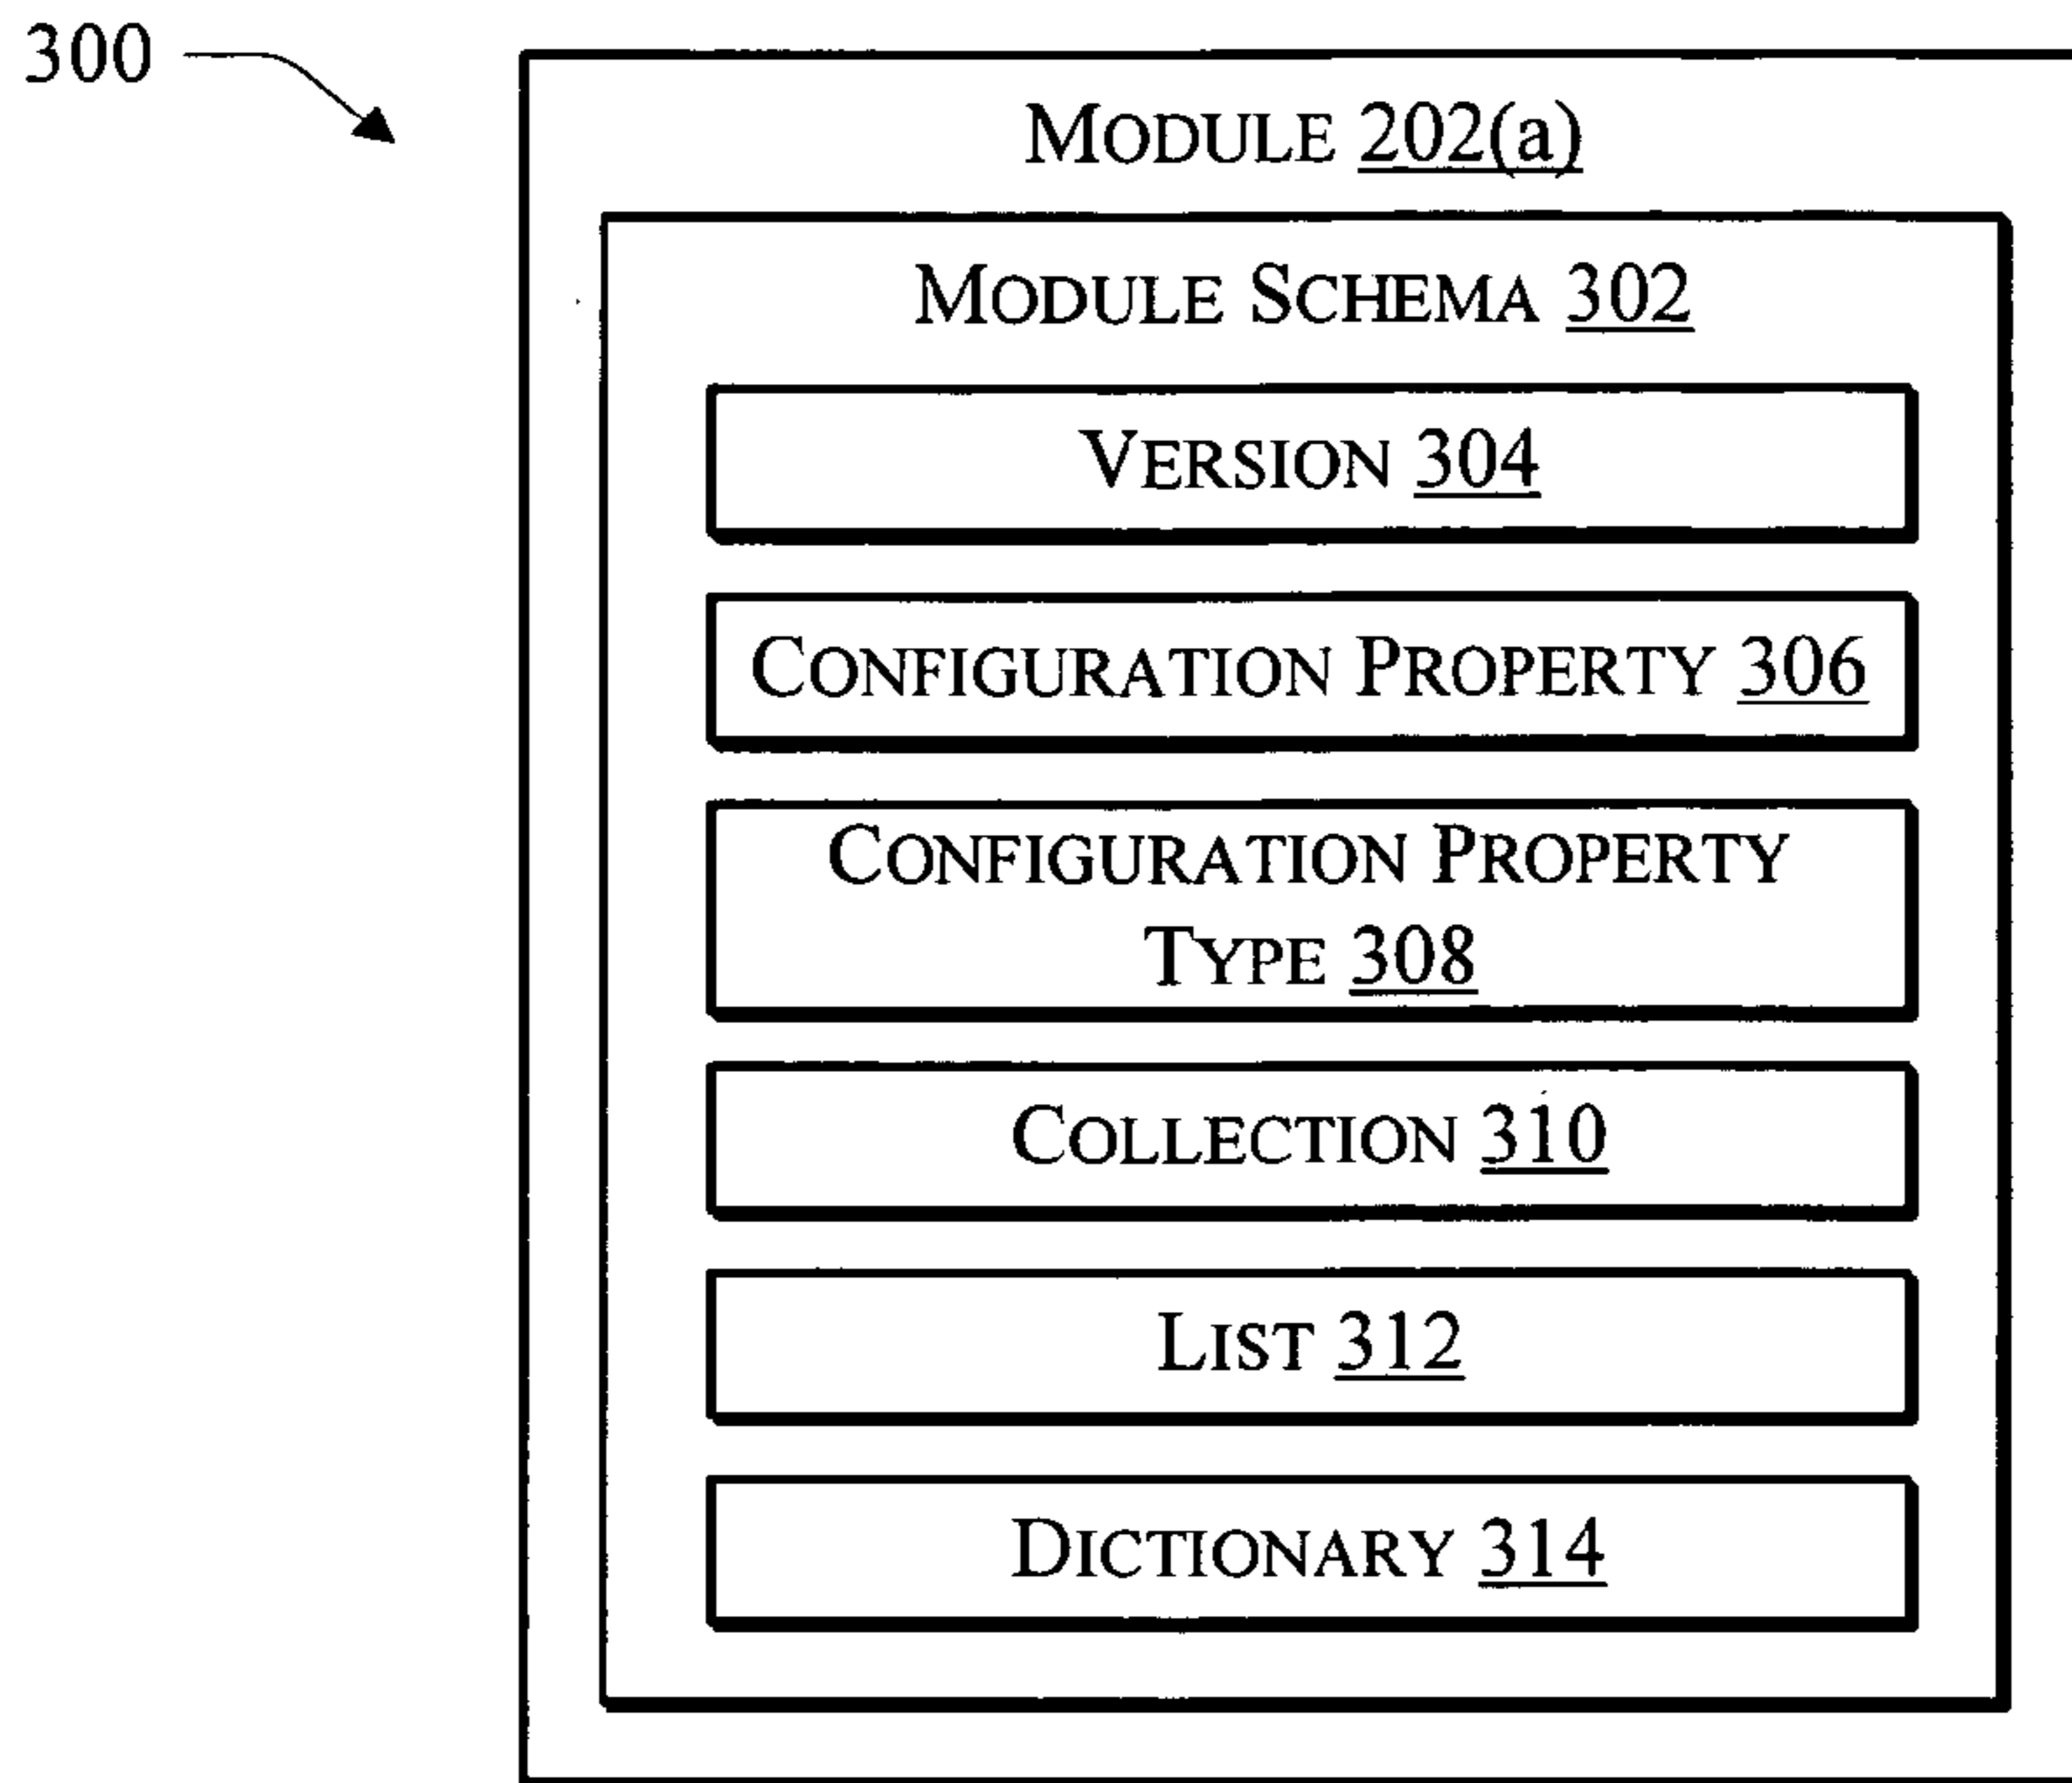 300
MODULE 202(a)
MODULE SCHEMA 302
VERSION 304
CONFIGURATION PROPERTY 306
CONFIGURATION PROPERTY
TYPE 308
COLLECTION 310
LIST 312
DICTIONARY 314